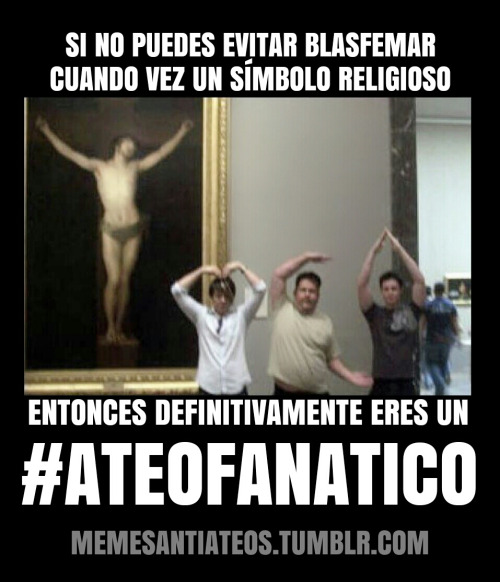 SI NO PUEDES EVITAR BLASFEMAR
CUANDO VEZ UN SÍMBOLO RELIGIOSO
ENTONCES DEFINITIVAMENTE ERES UN
#ATEOFANATICO
MEMESANTIATEOS.TUMBLR.COM